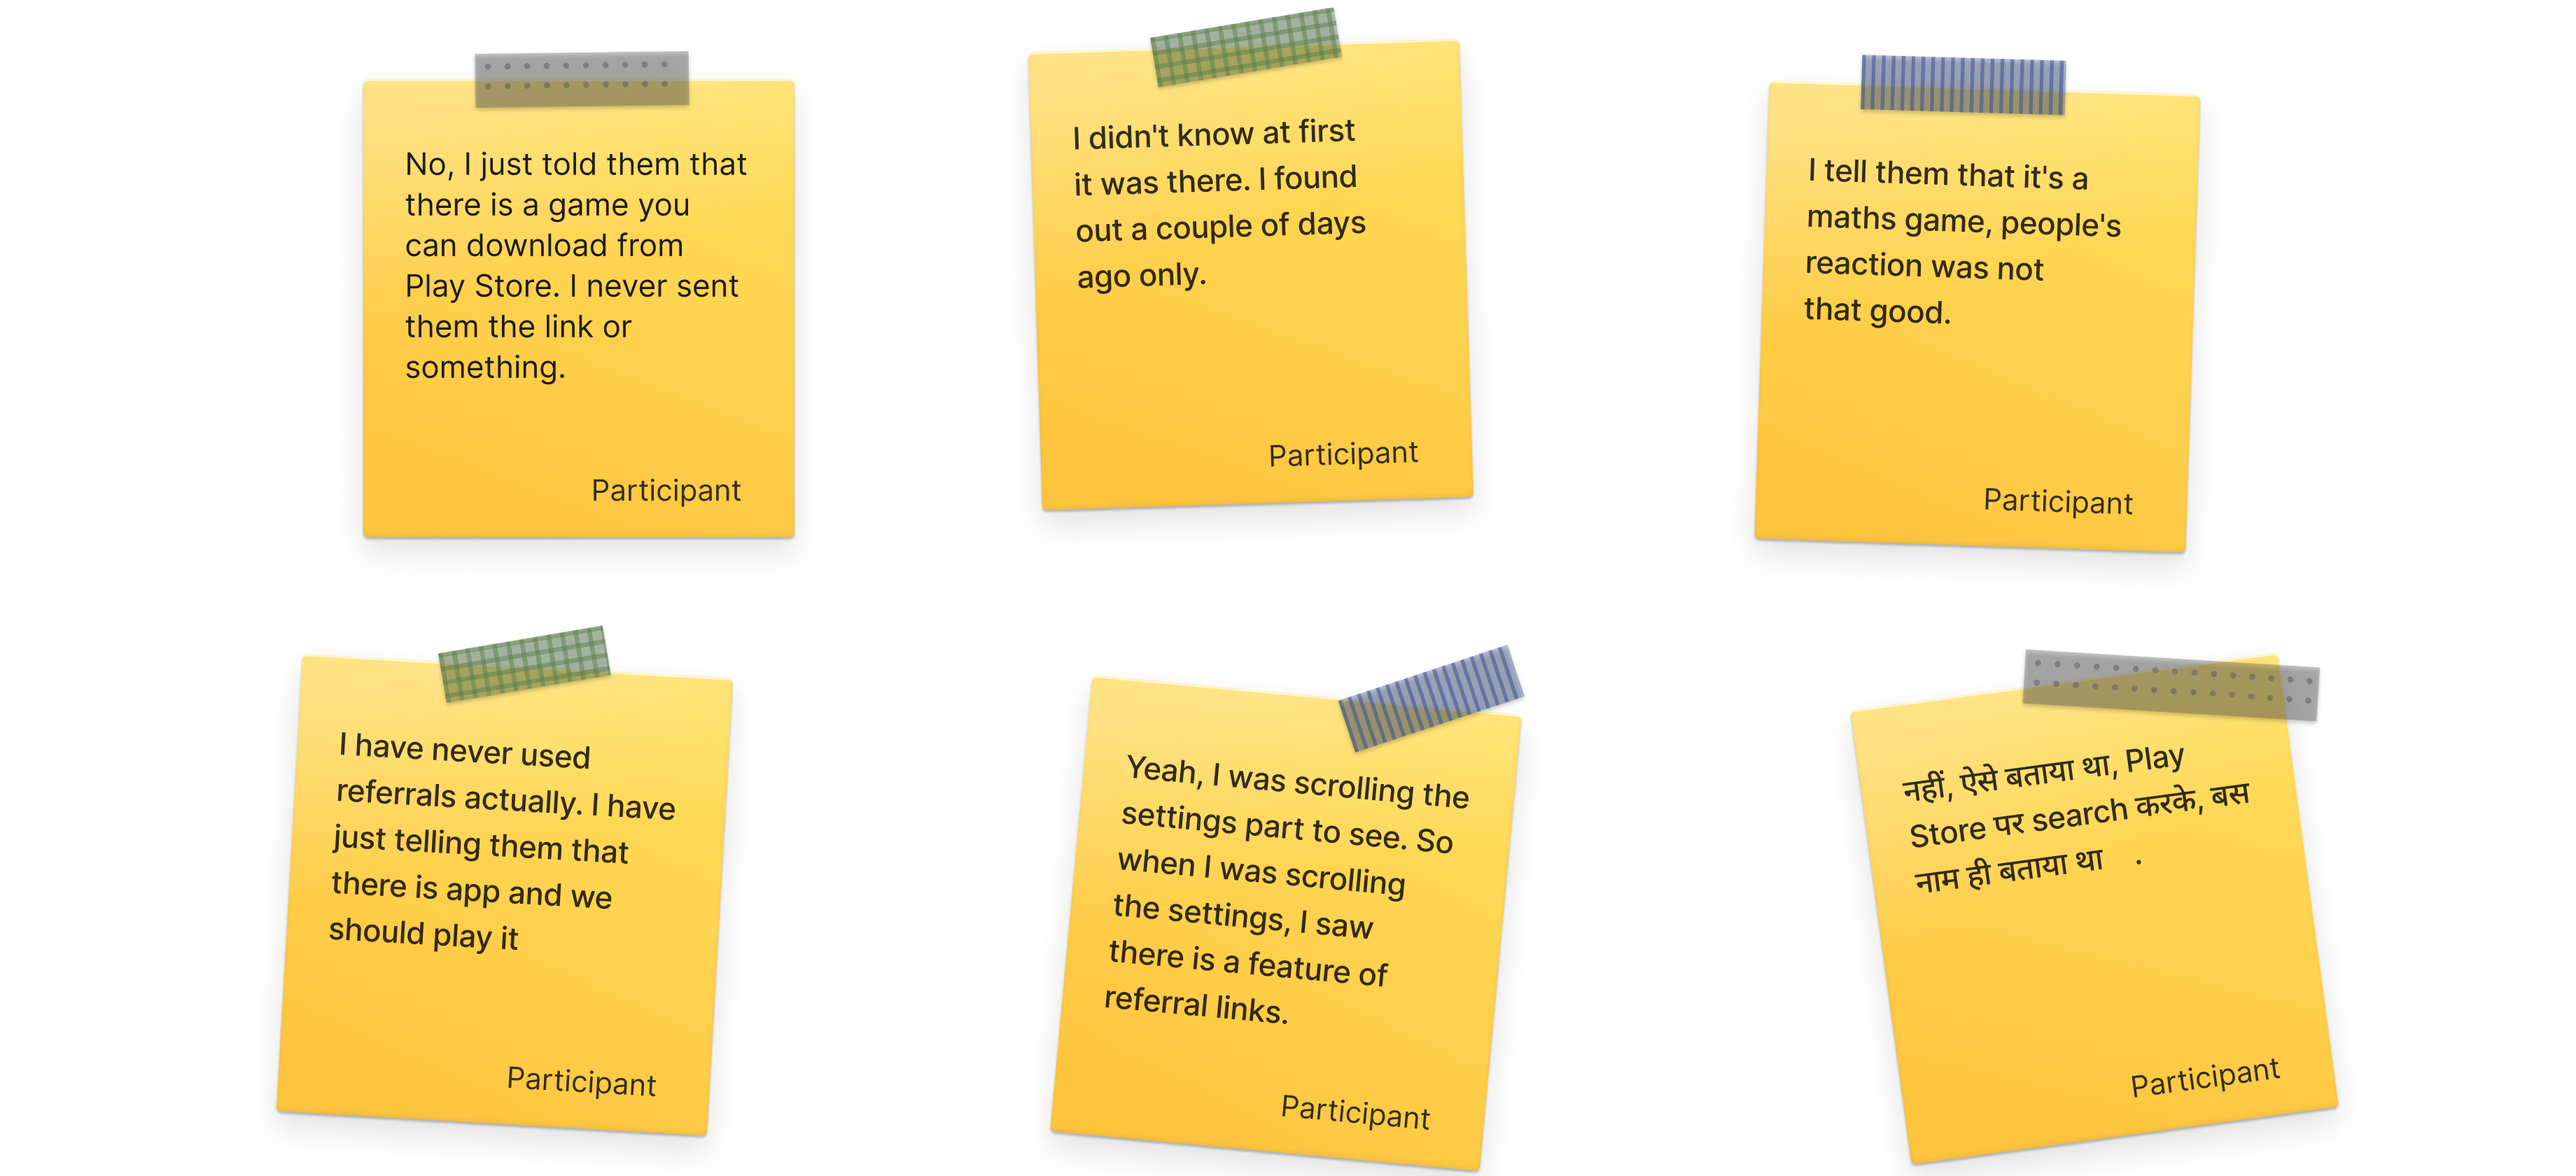 No, I just told them that
there is a game you
can download from
Play Store. I never sent
them the link or
something.
Participant
I didn't know at first
it was there. I found
out a couple of days
ago only.
Participant
I tell them that it's a
maths game, people's
reaction was not
that good.
Participant
I have never used
referrals actually. I have
just telling them that
there is app and we
should play it
Participant
Yeah, I was scrolling the
settings part to see. So
when I was scrolling
the settings, I saw
there is a feature of
referral links.
Participant
नहीं, ऐसे बताया था, Play
Store पर search करके, बस
नाम ही बताया था .
Participant